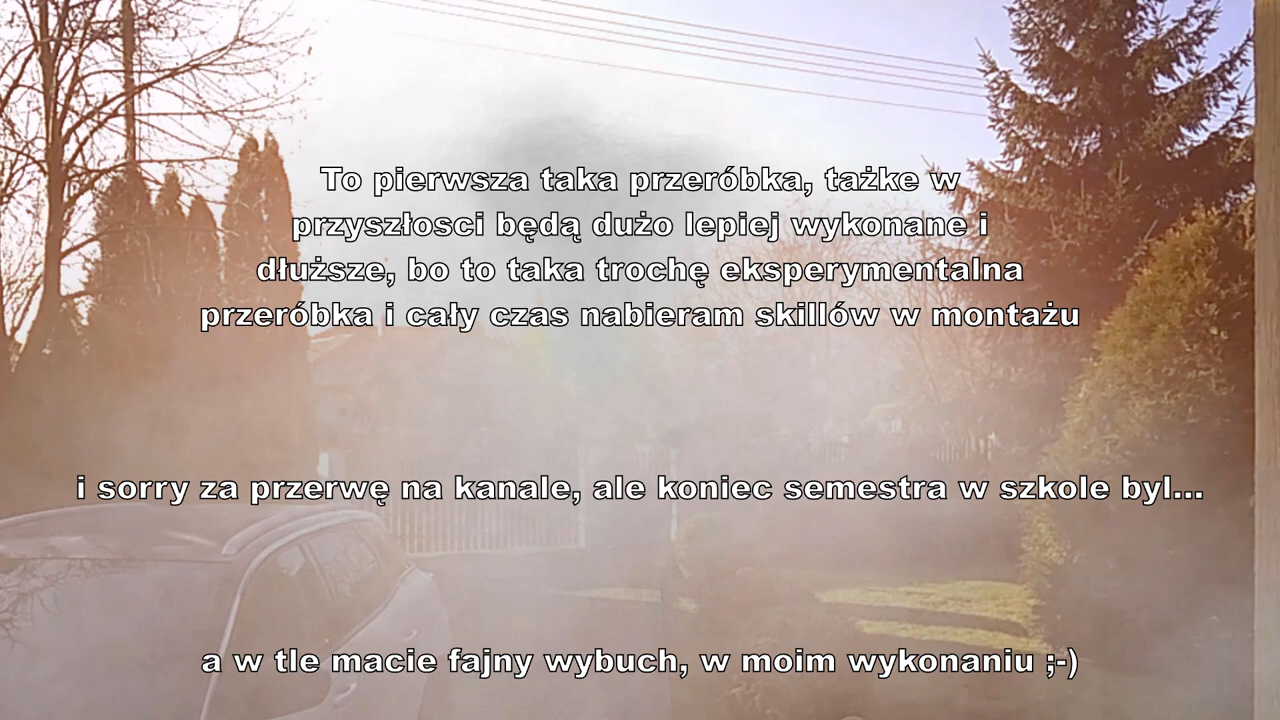 To pierwsza taka przeróbka, tażke w
przyszłosci będą dużo lepiej wykonane i
dłuższe, bo to taka trochę eksperymentalna
przeróbka i cały czas nabieram skillów w montażu
i sorry za przerwę na kanale, ale koniec semestra w szkole byl...
a w tle macie fajny wybuch, w moim wykonaniu ;-)